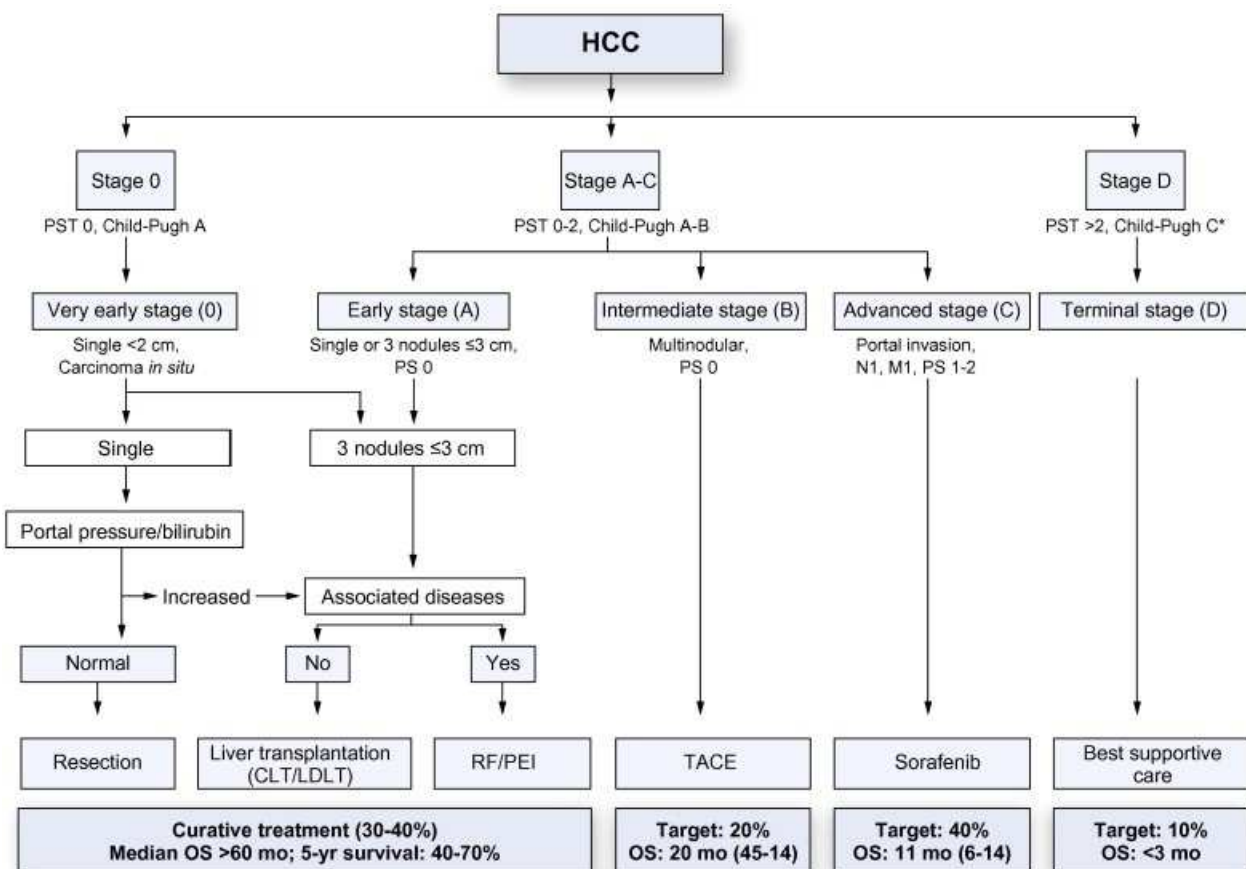 HCC
Stage 0
PST 0, Child-Pugh A
Stage A-C
PST 0-2, Child-Pugh A-B
Stage D
PST >2, Child-Pugh C*
Very early stage (0)
Single <2 cm,
Carcinoma in situ
Early stage (A)
Single or 3 nodules ≤3 cm,
PS 0
Intermediate stage (B)
Multinodular,
PS 0
Advanced stage (C)
Portal invasion,
N1, M1, PS 1-2
Terminal stage (D)
Single
3 nodules ≤3 cm
Portal pressure/bilirubin
Increased
Associated diseases
Normal
No
Yes
Resection
Liver transplantation
(CLT/LDLT)
RF/PEI
TACE
Sorafenib
Best supportive
care
Curative treatment (30-40%)
Median OS >60 mo; 5-yr survival: 40-70%
Target: 20%
OS: 20 mo (45-14)
Target: 40%
OS: 11 mo (6-14)
Target: 10%
OS: <3 mo